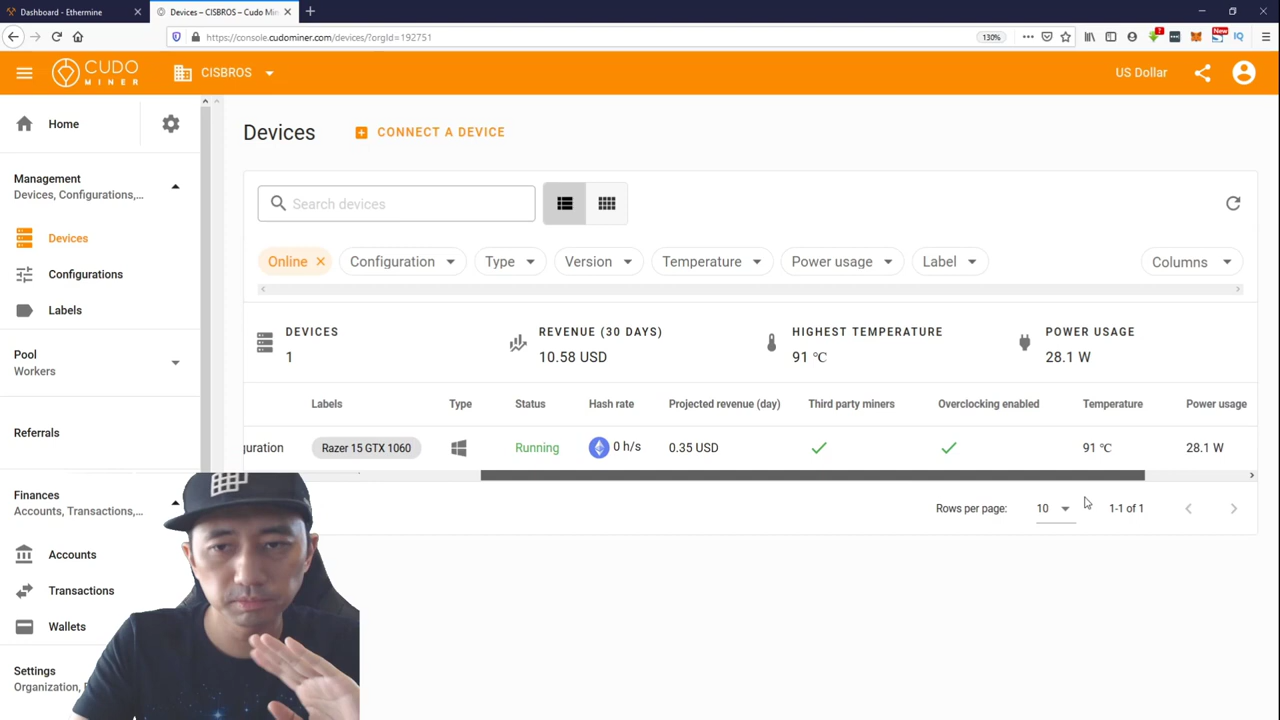 Dashboard - Ethermine
Devices – CISBROS – Cudo Min
https://console.cudominer.com/devices/?orgId=192751
130%
7
New
IQ
CUDO
MINER
CISBROS
US Dollar
Home
Management
Devices, Configurations,...
Devices
Configurations
Labels
Pool
Workers
Referrals
Finances
Accounts, Transactions,...
Accounts
Transactions
Wallets
Settings
Organization,
Devices
CONNECT A DEVICE
Search devices
Online
Configuration
Type
Version
Temperature
Power usage
Label
Columns
DEVICES
1
REVENUE (30 DAYS)
10.58 USD
HIGHEST TEMPERATURE
91 °C
POWER USAGE
28.1 W
Labels Type Status Hash rate Projected revenue (day) Third party miners Overclocking enabled Temperature Power usage
guration Razer 15 GTX 1060 Running 0 h/s 0.35 USD 91 °C 28.1 W
Rows per page: 10 1-1 of 1